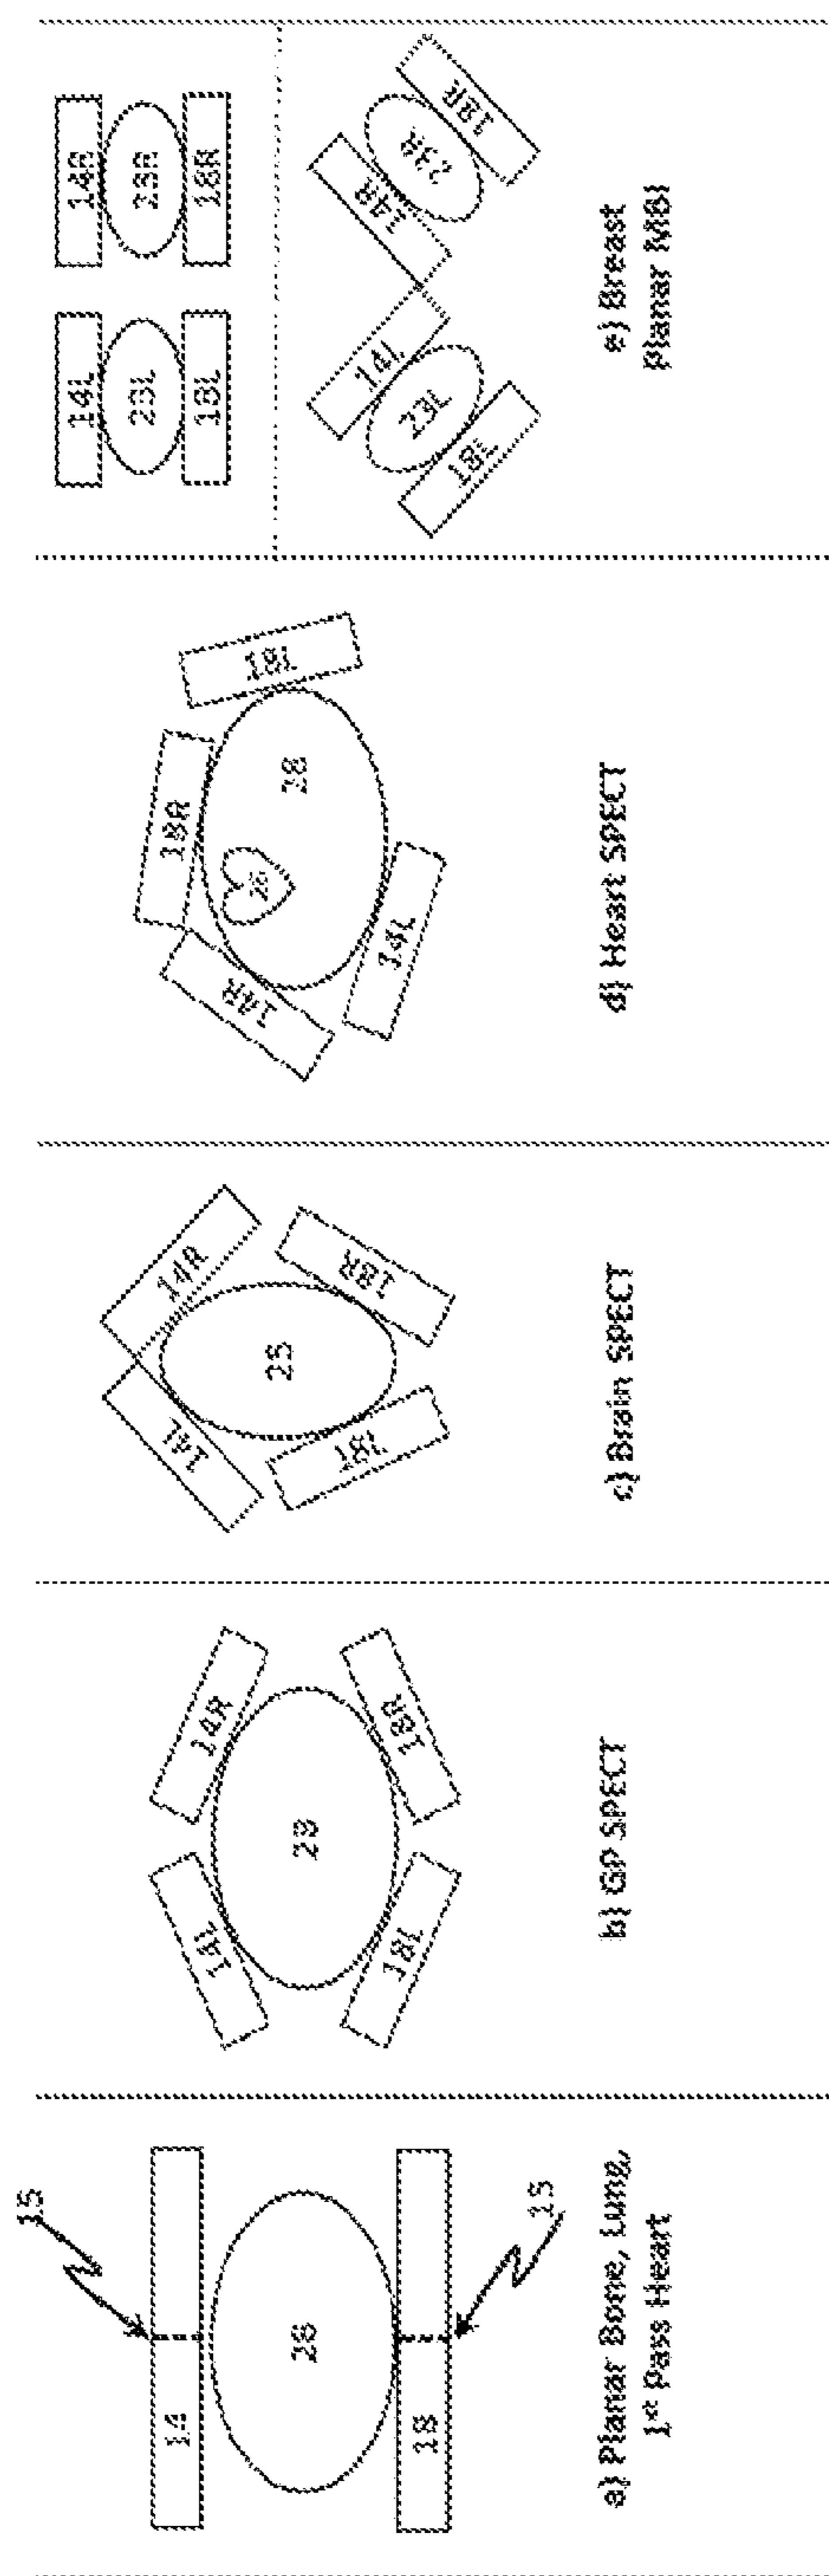 15
14
28
18
15
a) Planar Bone, Lung,
1st Pass Heart
14L
14R
28
18L
18R
b) GP SPECT
14L
14R
25
18L
18R
c) Brain SPECT
18R
18L
14R
26
28
14L
d) Heart SPECT
14L
14R
23L
23R
18L
18R
14L
14R
23L
23R
18L
18R
e) Breast
Planar MBI